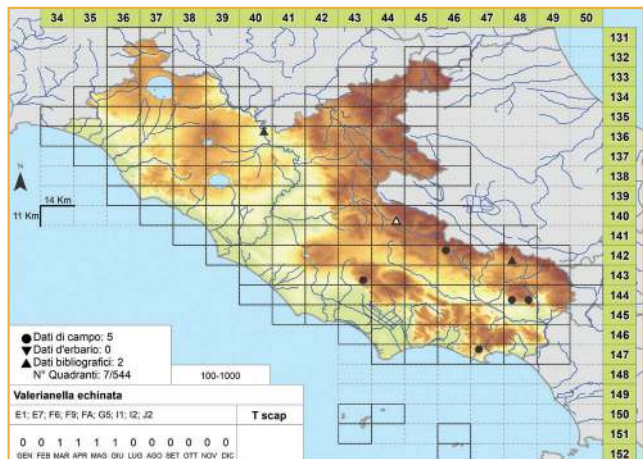 34 35 36 37 38 39 40 41 42 43 44 45 46 47 48 49 50
131
132
133
134
135
136
137
138
139
N
14 Km
11 Km
140
141
142
143
144
145
146
147
148
149
150
151
152
Dati di campo: 5
Dati d'erbario: 0
Dati bibliografici: 2
N° Quadranti: 7/544
100-1000
Valerianella echinata
E1; E7; F6; F9; FA; G5; I1; I2; J2
T scap
0 0 1 1 1 1 0 0 0 0 0 0
GEN FEB MAR APR MAG GIU LUG AGO SET OTT NOV DIC